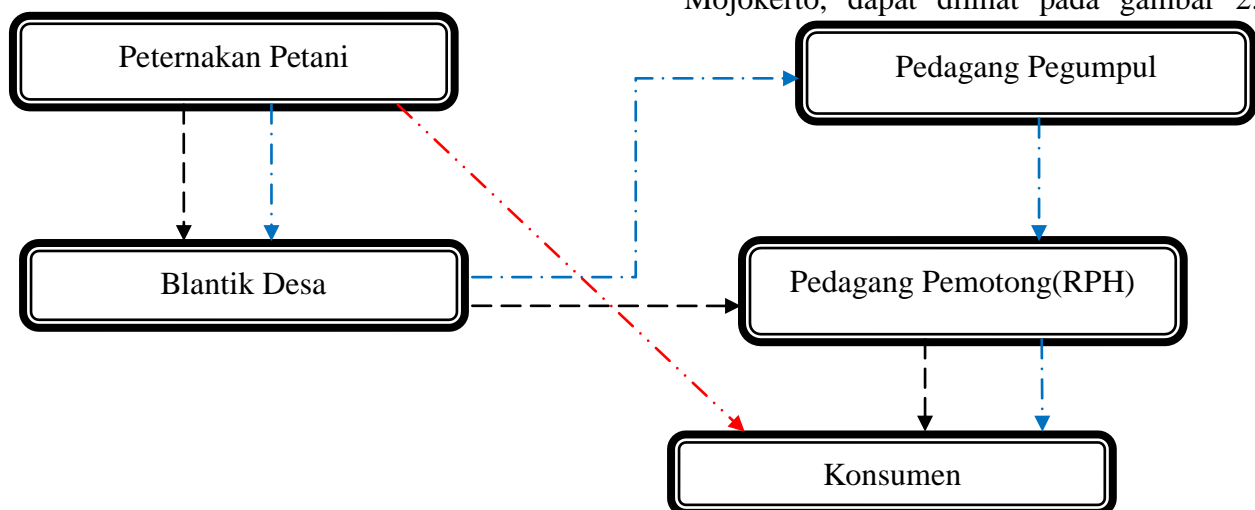 Mojokerto, dapat dilihat pada gambar 2.
Peternakan Petani
Pedagang Pegumpul
Blantik Desa
Pedagang Pemotong(RPH)
Konsumen